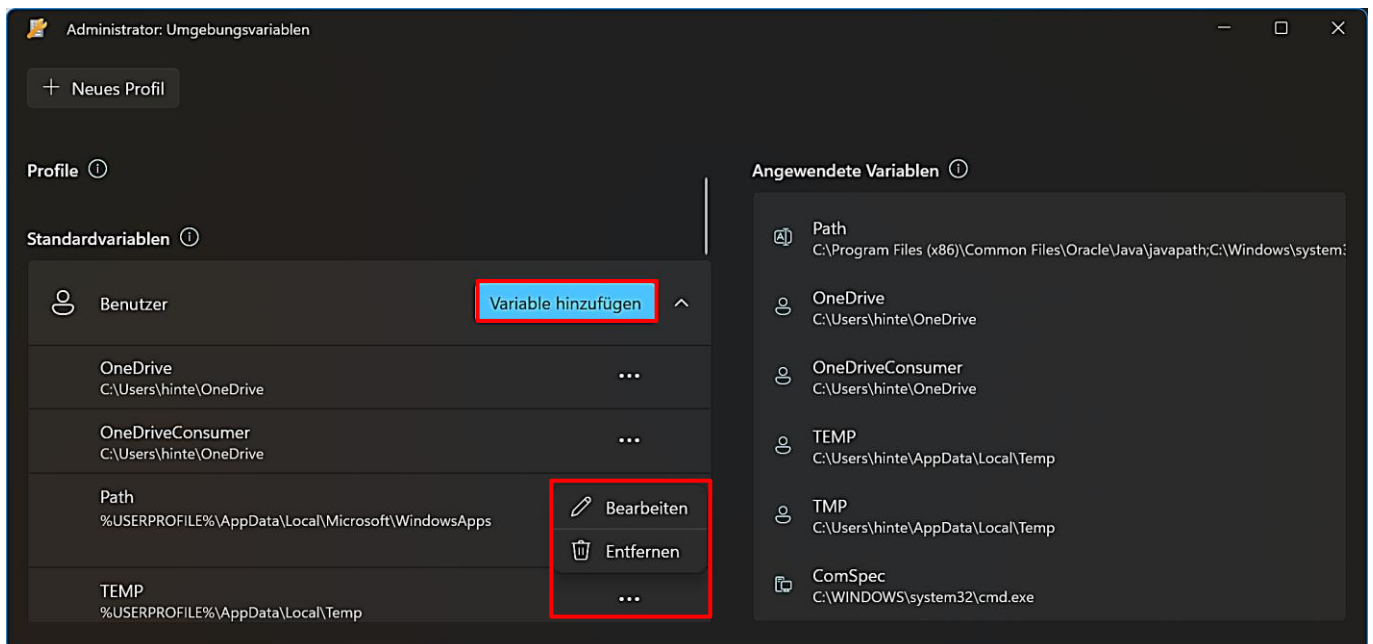 Administrator: Umgebungsvariablen
Neues Profil
Profile
Standardvariablen
Benutzer
Variable hinzufügen
OneDrive
C:\Users\hinte\OneDrive
OneDriveConsumer
C:\Users\hinte\OneDrive
Path
%USERPROFILE%\AppData\Local\Microsoft\WindowsApps
Bearbeiten
Entfernen
TEMP
%USERPROFILE%\AppData\Local\Temp
Angewendete Variablen
Path
C:\Program Files (x86)\Common Files\Oracle\Java\javapath;C:\Windows\system
OneDrive
C:\Users\hinte\OneDrive
OneDriveConsumer
C:\Users\hinte\OneDrive
TEMP
C:\Users\hinte\AppData\Local\Temp
TMP
C:\Users\hinte\AppData\Local\Temp
ComSpec
C:\WINDOWS\system32\cmd.exe